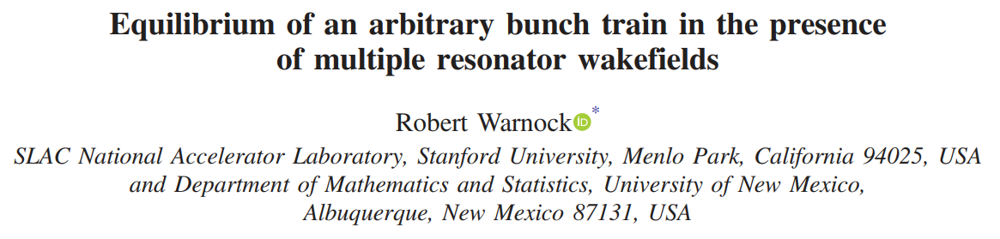 Equilibrium of an arbitrary bunch train in the presence
of multiple resonator wakefields
Robert Warnock iD *
SLAC National Accelerator Laboratory, Stanford University, Menlo Park, California 94025, USA
and Department of Mathematics and Statistics, University of New Mexico,
Albuquerque, New Mexico 87131, USA